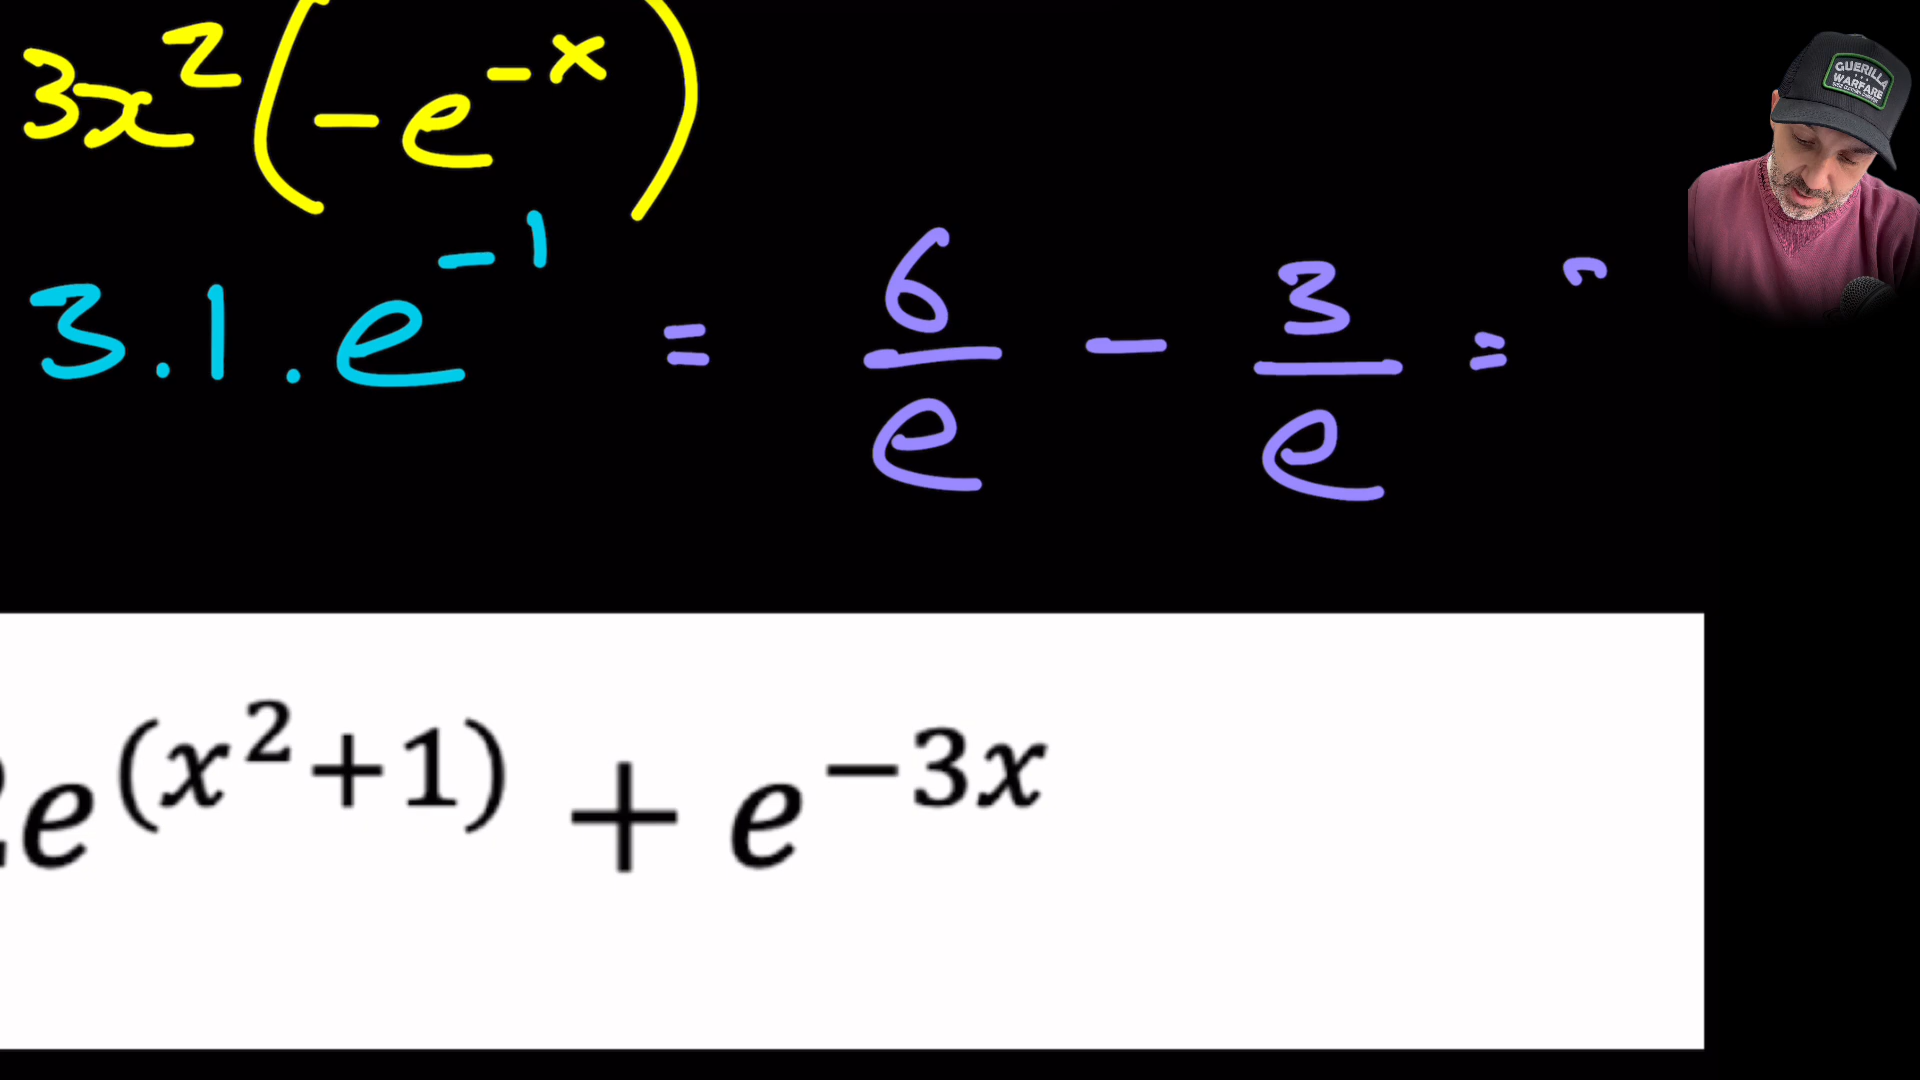 3x²(-e^-x)
3.1.e^-1 = 6/e - 3/e =
e^(x²+1) + e^-3x
GUERILLA
WARFARE